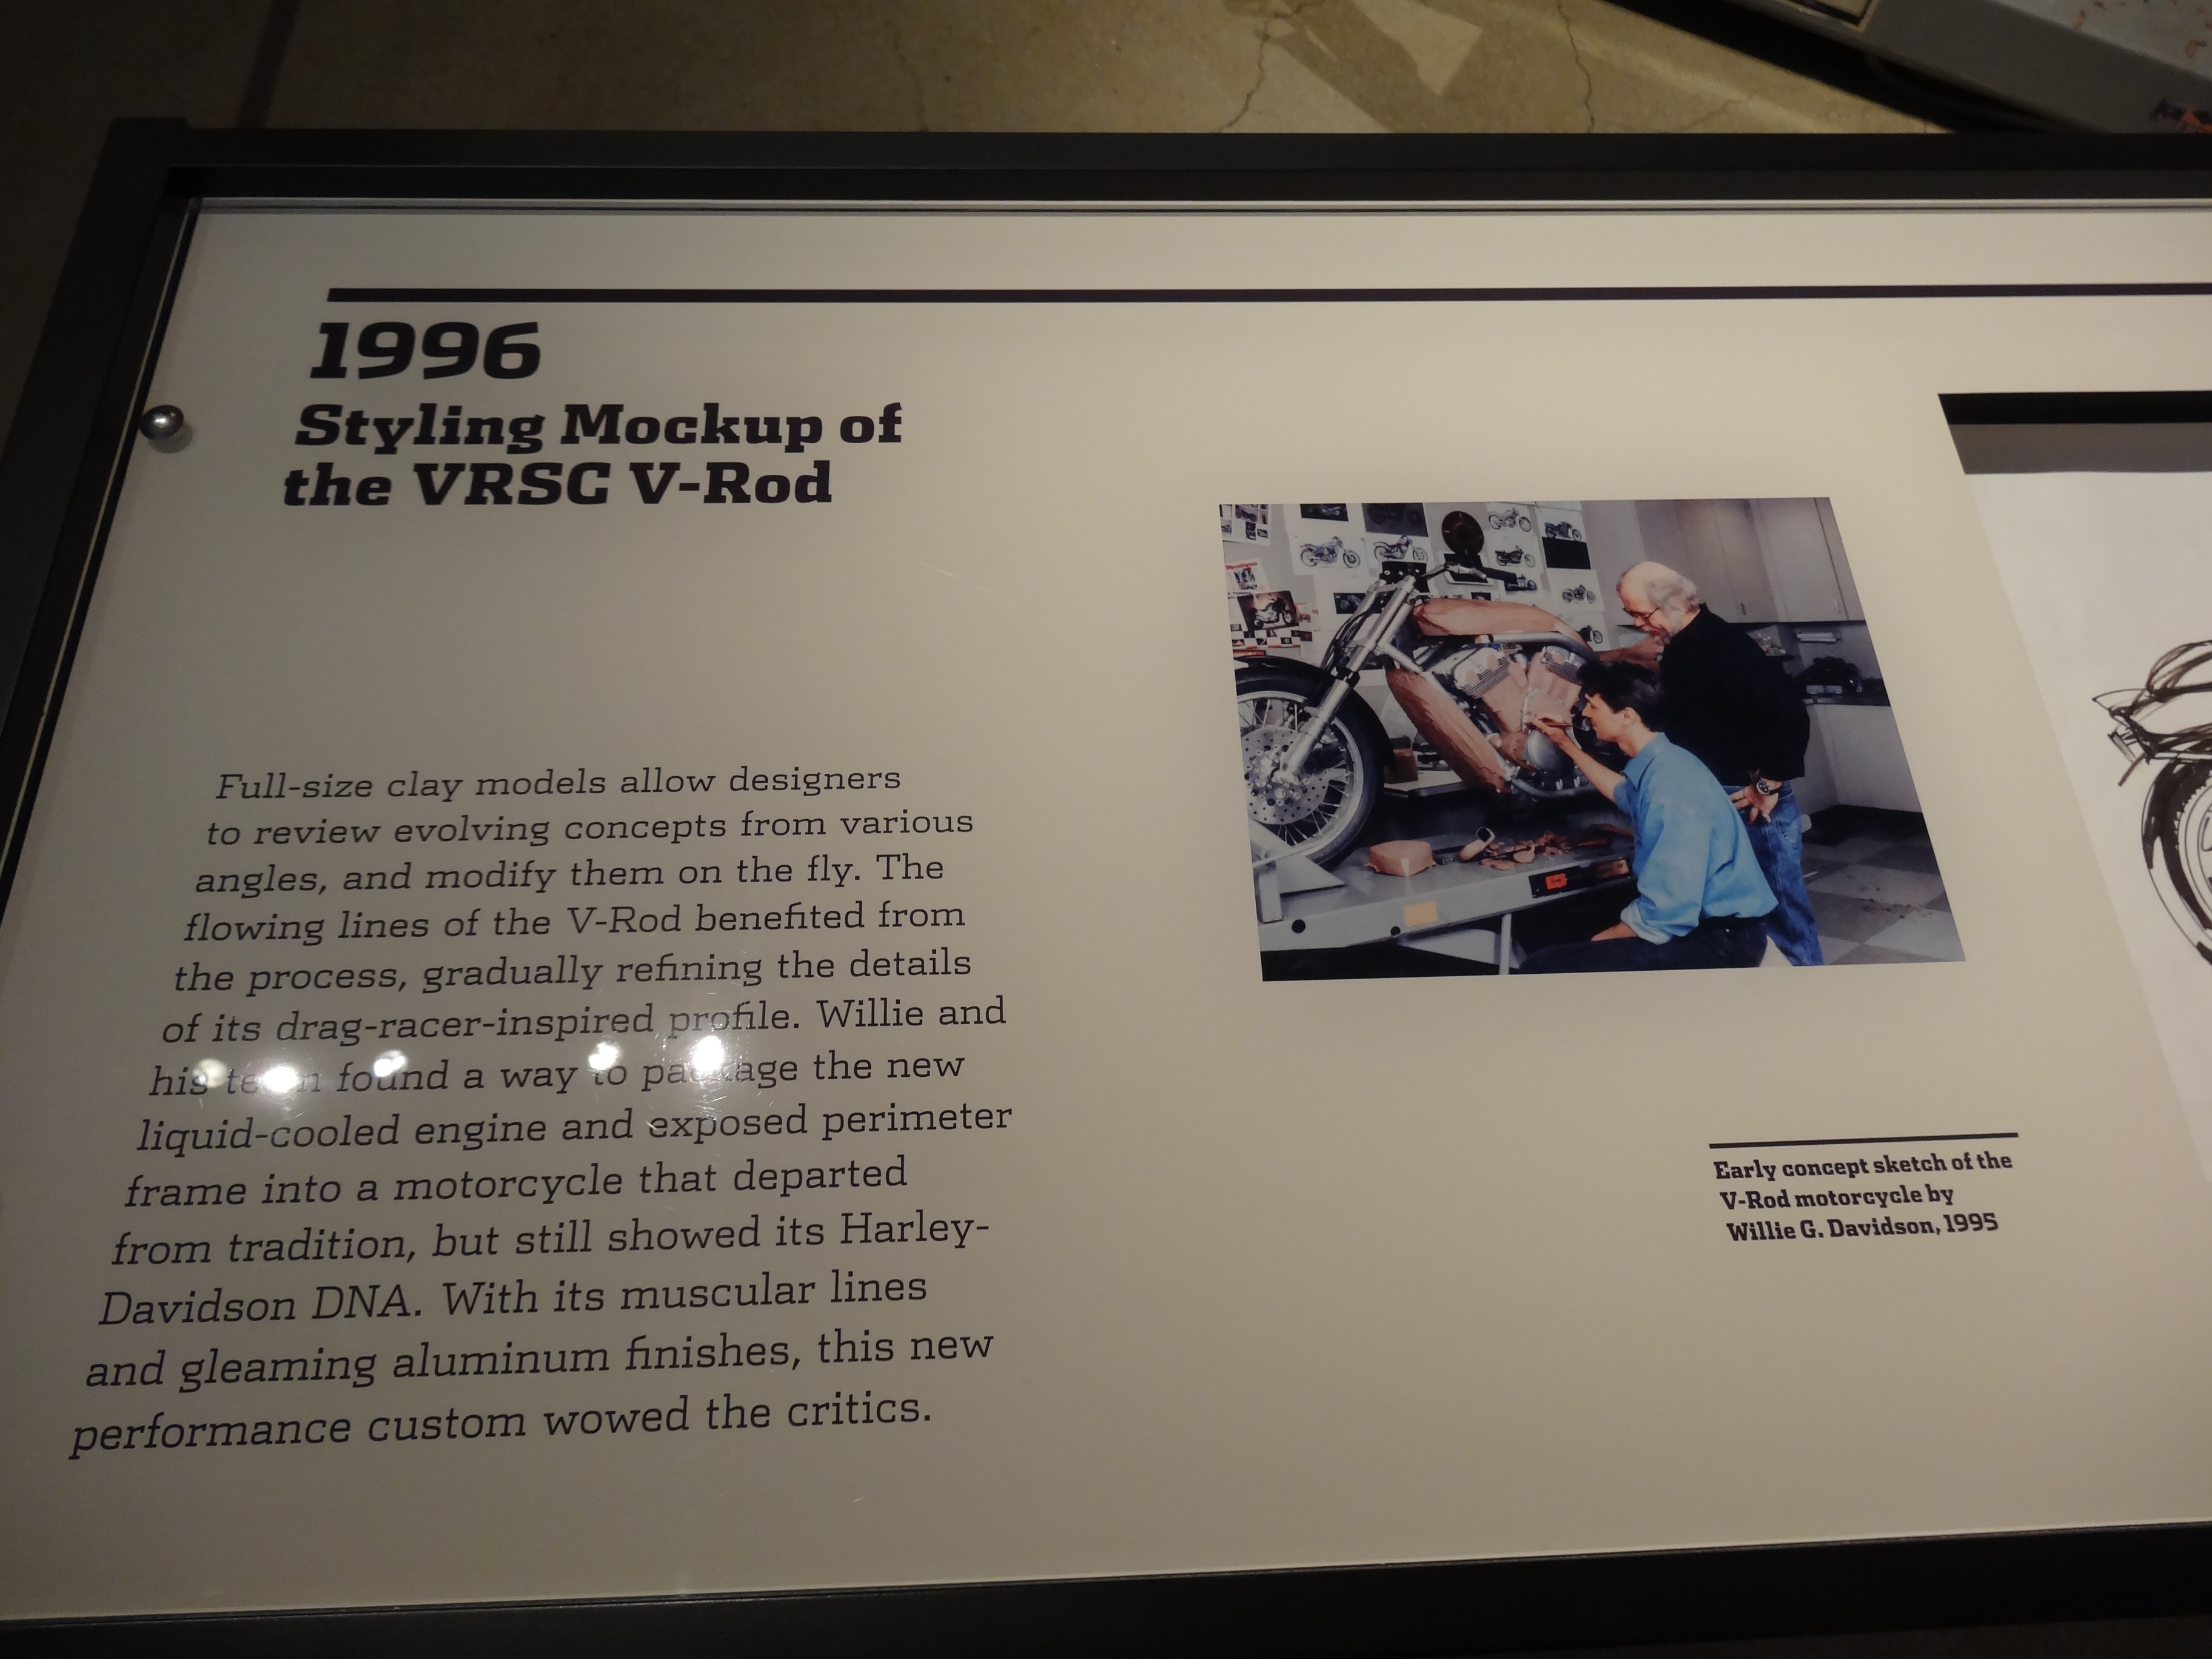 1996
Styling Mockup of
the VRSC V-Rod
Full-size clay models allow designers
to review evolving concepts from various
angles, and modify them on the fly. The
flowing lines of the V-Rod benefited from
the process, gradually refining the details
of its drag-racer-inspired profile. Willie and
his team found a way to package the new
liquid-cooled engine and exposed perimeter
frame into a motorcycle that departed
from tradition, but still showed its Harley-
Davidson DNA. With its muscular lines
and gleaming aluminum finishes, this new
performance custom wowed the critics.
Early concept sketch of the
V-Rod motorcycle by
Willie G. Davidson, 1995